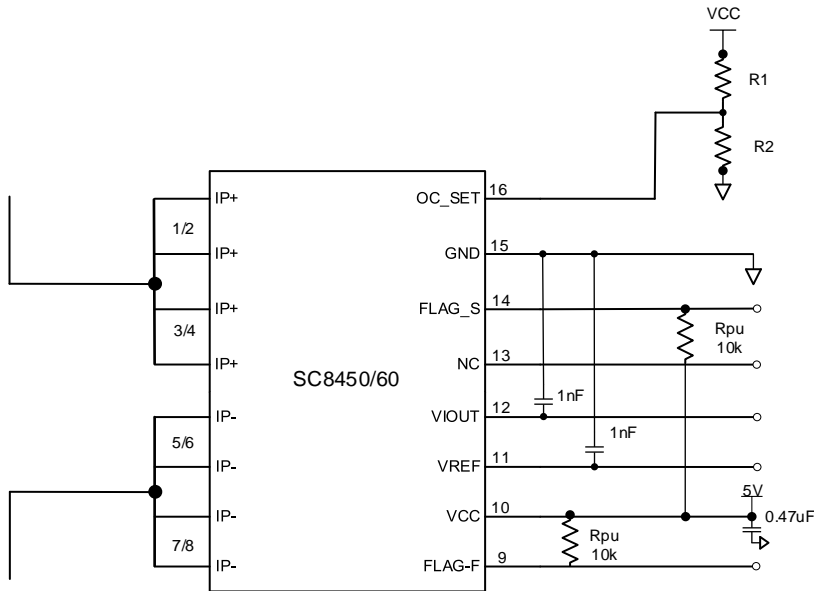 VCC
R1
R2
IP+ OC_SET 16
1/2
IP+ GND 15
IP+ FLAG_S 14
3/4 Rpu
10k
IP+ NC 13
SC8450/60
1nF
IP- VIOUT 12
5/6 1nF
IP- VREF 11
5V
IP- VCC 10 0.47uF
7/8 Rpu
10k
IP- FLAG-F 9